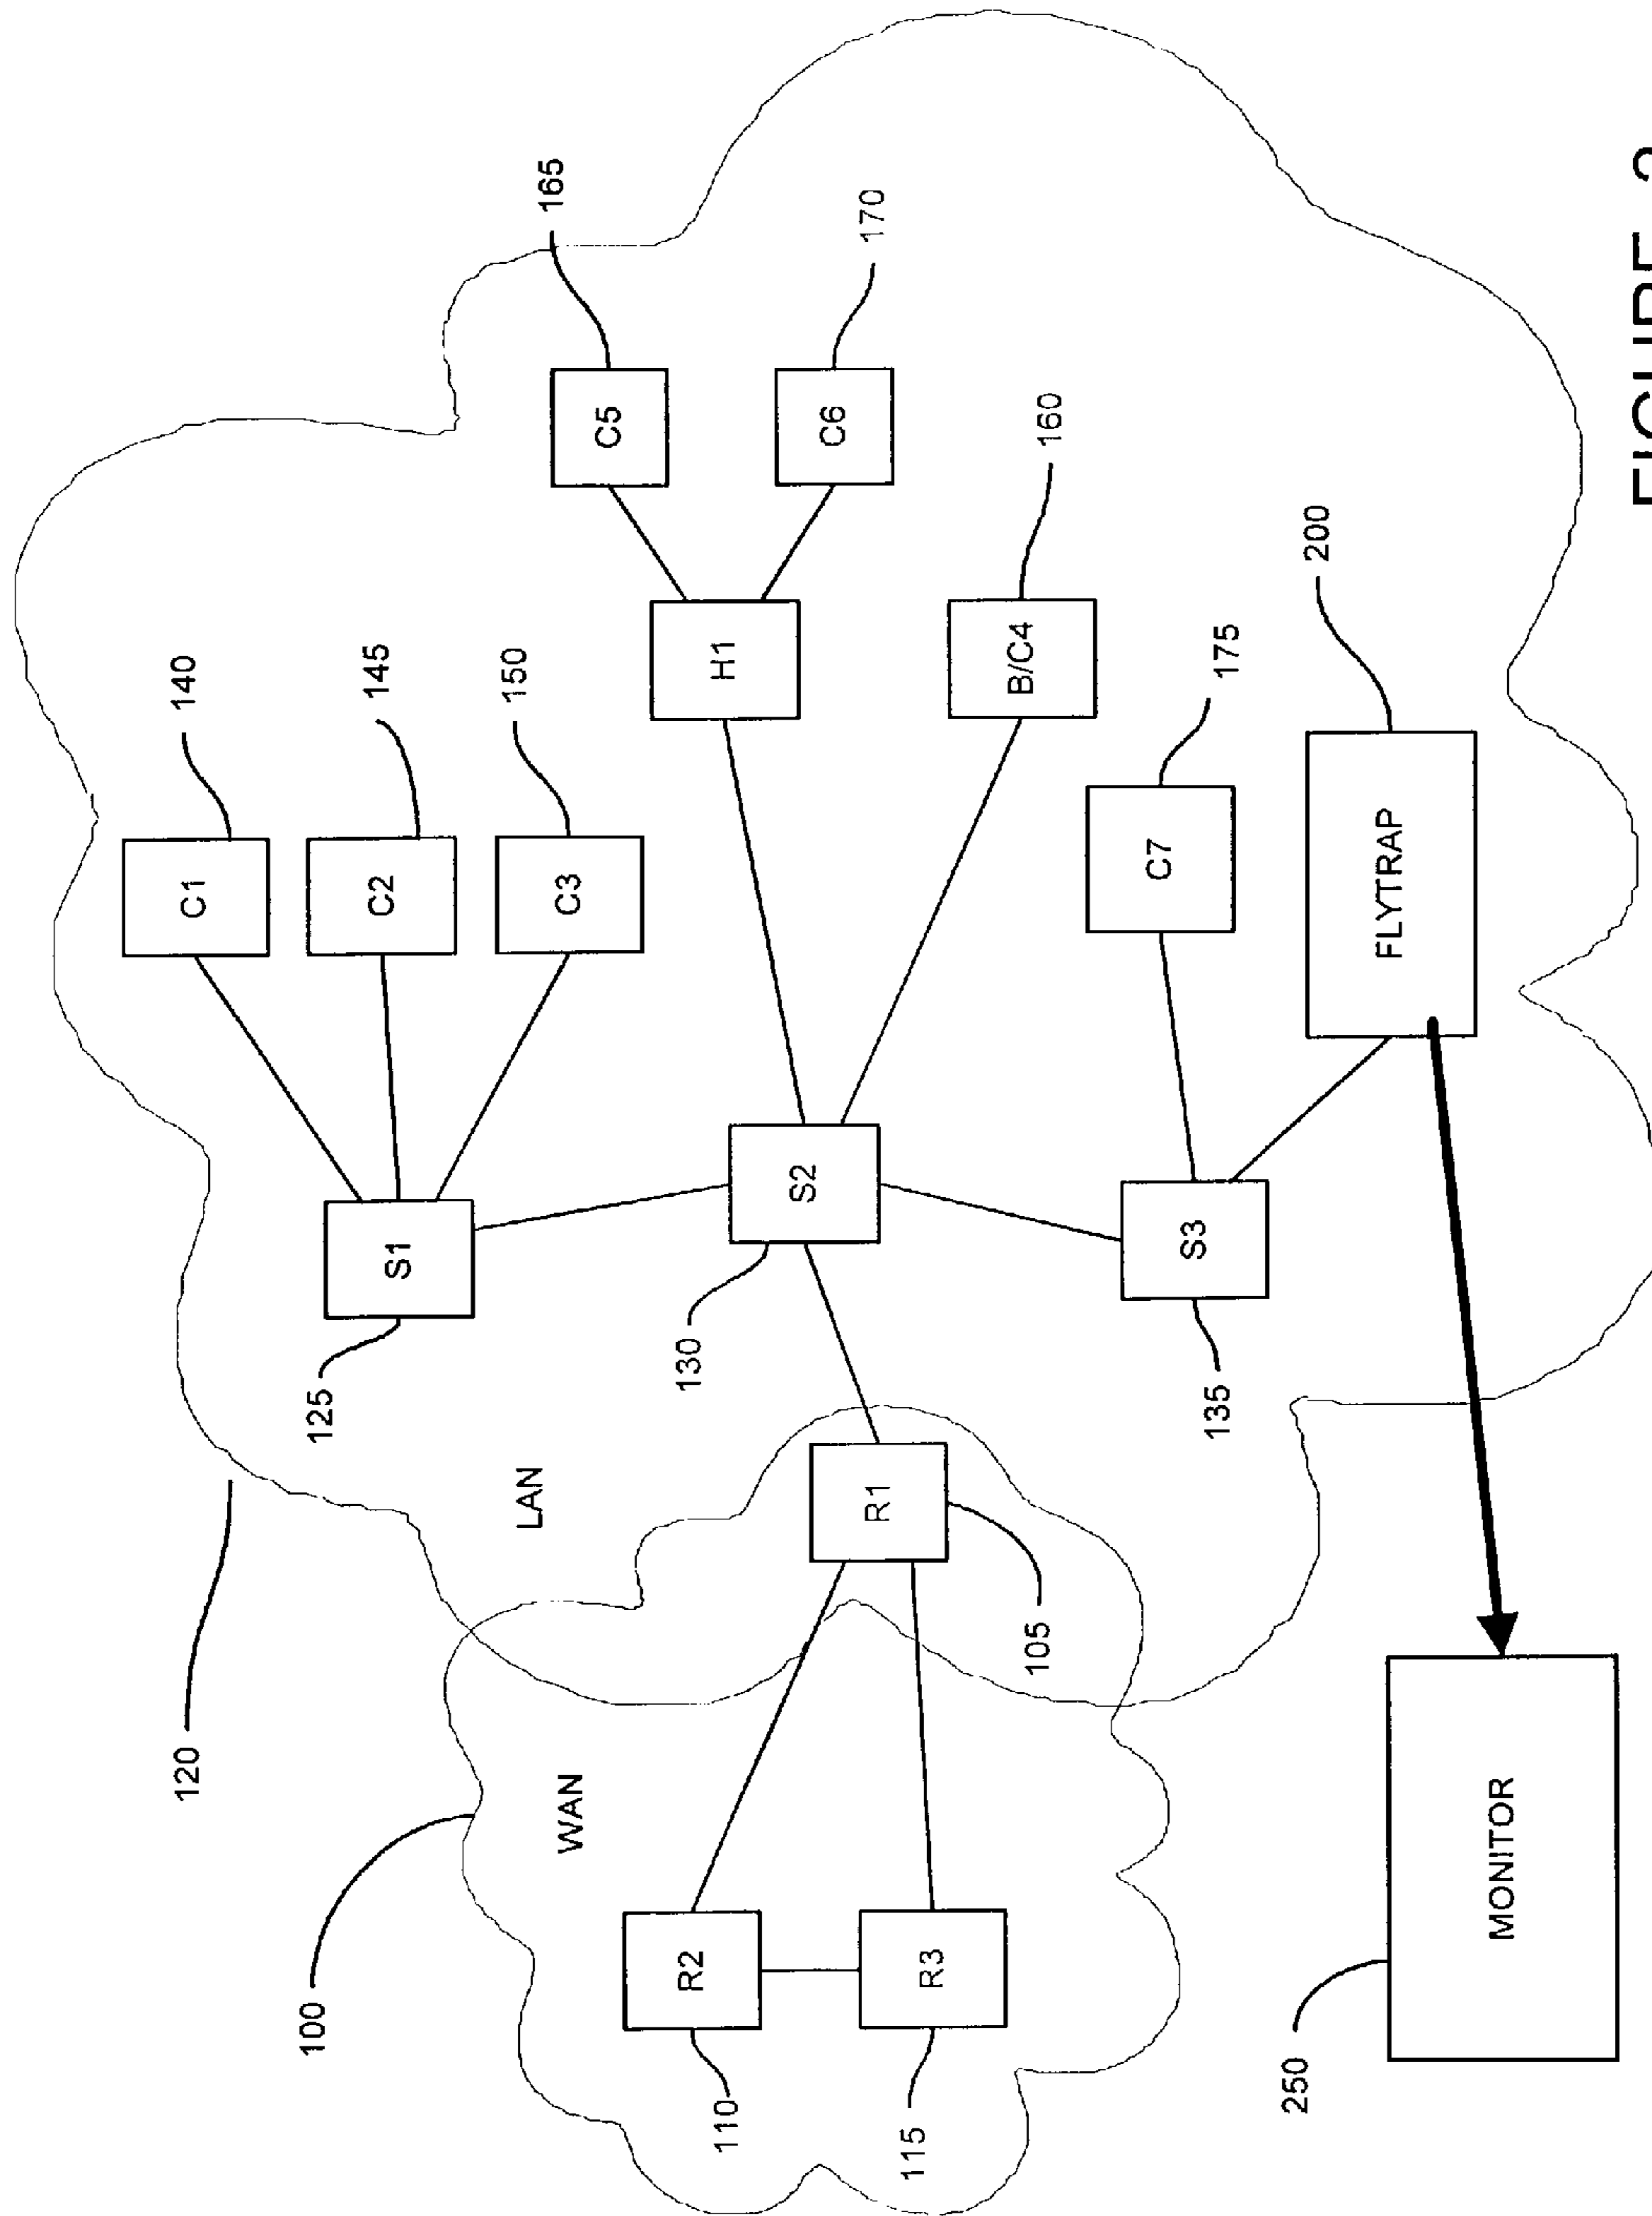 120
LAN
125
S1
C1
140
C2
145
C3
150
100
WAN
110
R2
R3
115
R1
105
130
S2
H1
C5
165
C6
170
B/C4
160
135
S3
C7
175
FLYTRAP
200
250
MONITOR